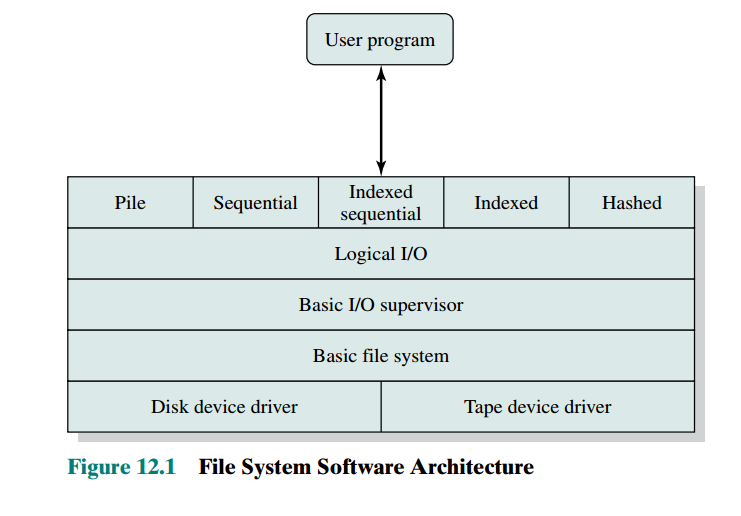 User program
Pile
Sequential
Indexed
sequential
Indexed
Hashed
Logical I/O
Basic I/O supervisor
Basic file system
Disk device driver
Tape device driver
Figure 12.1 File System Software Architecture